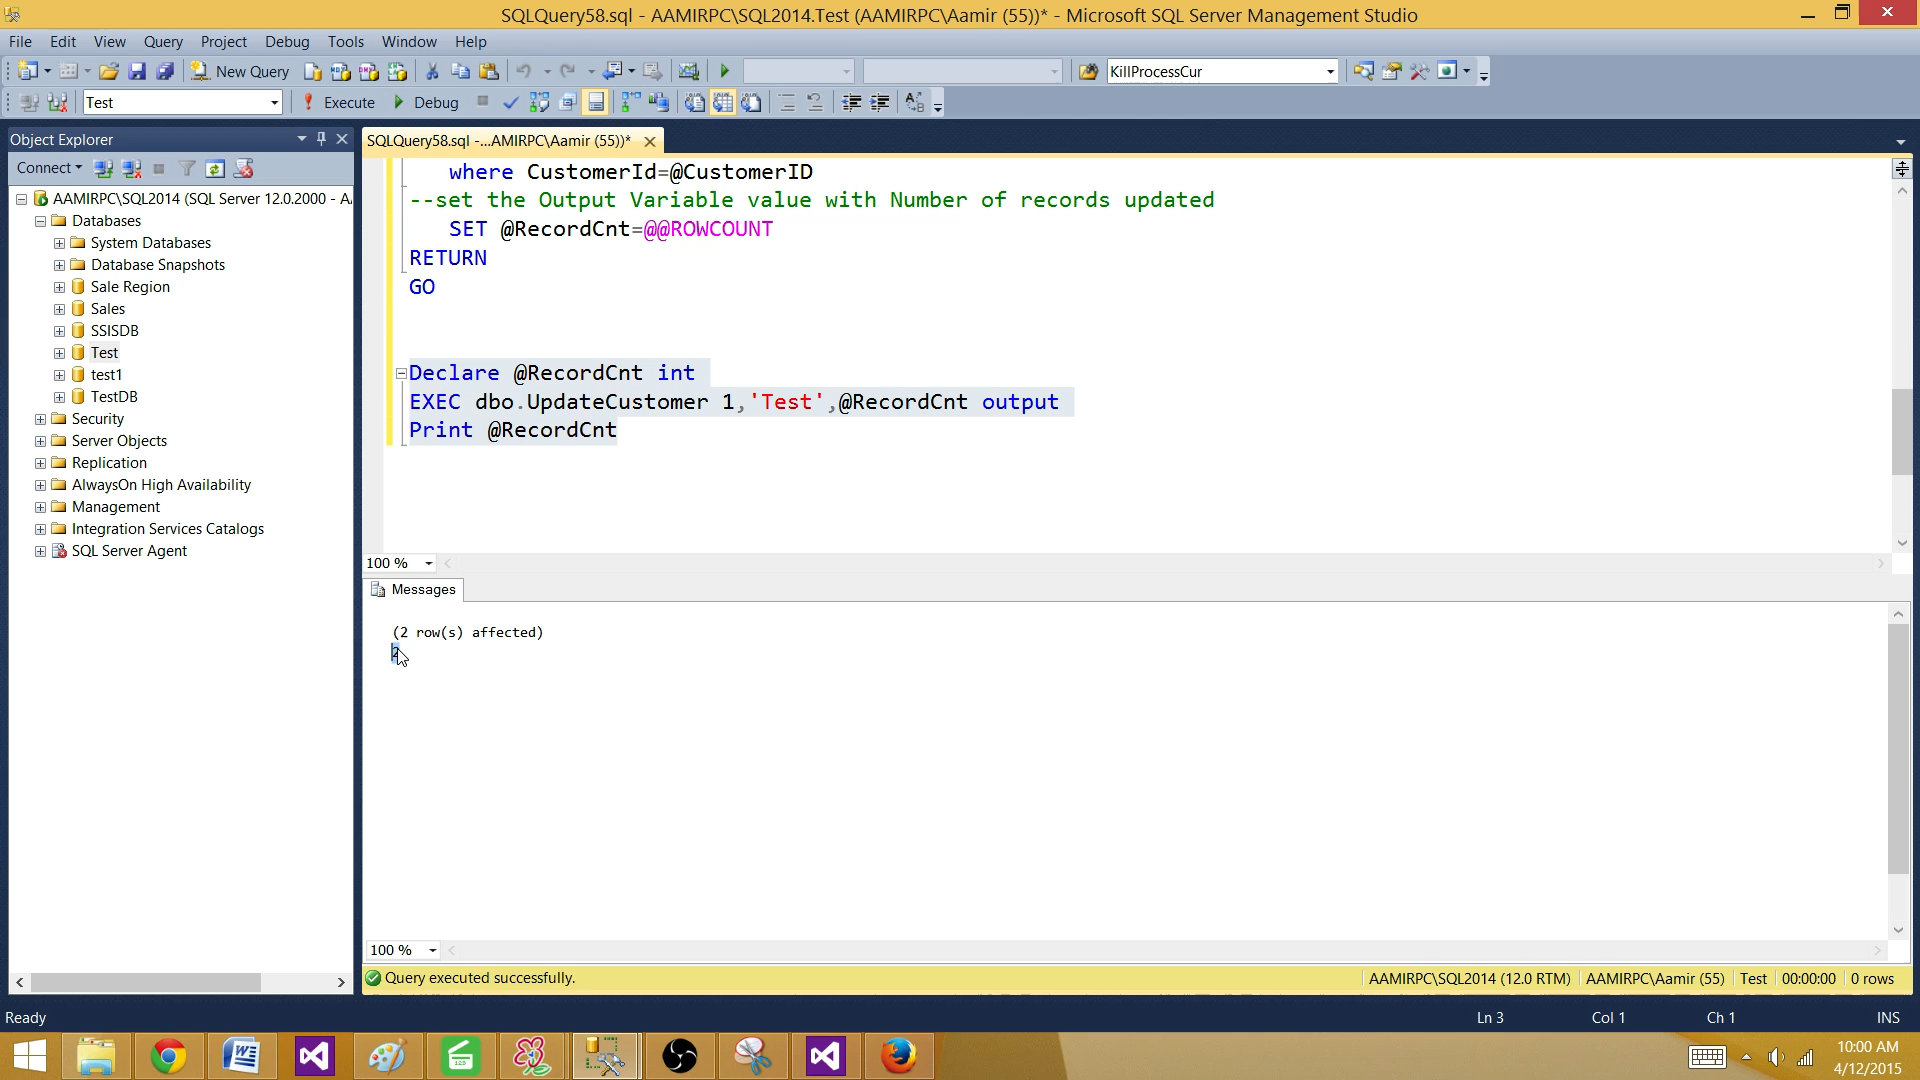 SQLQuery58.sql - AAMIRPC\SQL2014.Test (AAMIRPC\Aamir (55))* - Microsoft SQL Server Management Studio
File Edit View Query Project Debug Tools Window Help
New Query KillProcessCur
Test Execute Debug
Object Explorer
Connect
AAMIRPC\SQL2014 (SQL Server 12.0.2000 - A
Databases
System Databases
Database Snapshots
Sale Region
Sales
SSISDB
Test
test1
TestDB
Security
Server Objects
Replication
AlwaysOn High Availability
Management
Integration Services Catalogs
SQL Server Agent
SQLQuery58.sql -...AMIRPC\Aamir (55))*
where CustomerId=@CustomerID
--set the Output Variable value with Number of records updated
SET @RecordCnt=@@ROWCOUNT
RETURN
GO
Declare @RecordCnt int
EXEC dbo.UpdateCustomer 1,'Test',@RecordCnt output
Print @RecordCnt
100 %
Messages
(2 row(s) affected)
2
100 %
Query executed successfully. AAMIRPC\SQL2014 (12.0 RTM) AAMIRPC\Aamir (55) Test 00:00:00 0 rows
Ready Ln 3 Col 1 Ch 1 INS
10:00 AM
4/12/2015